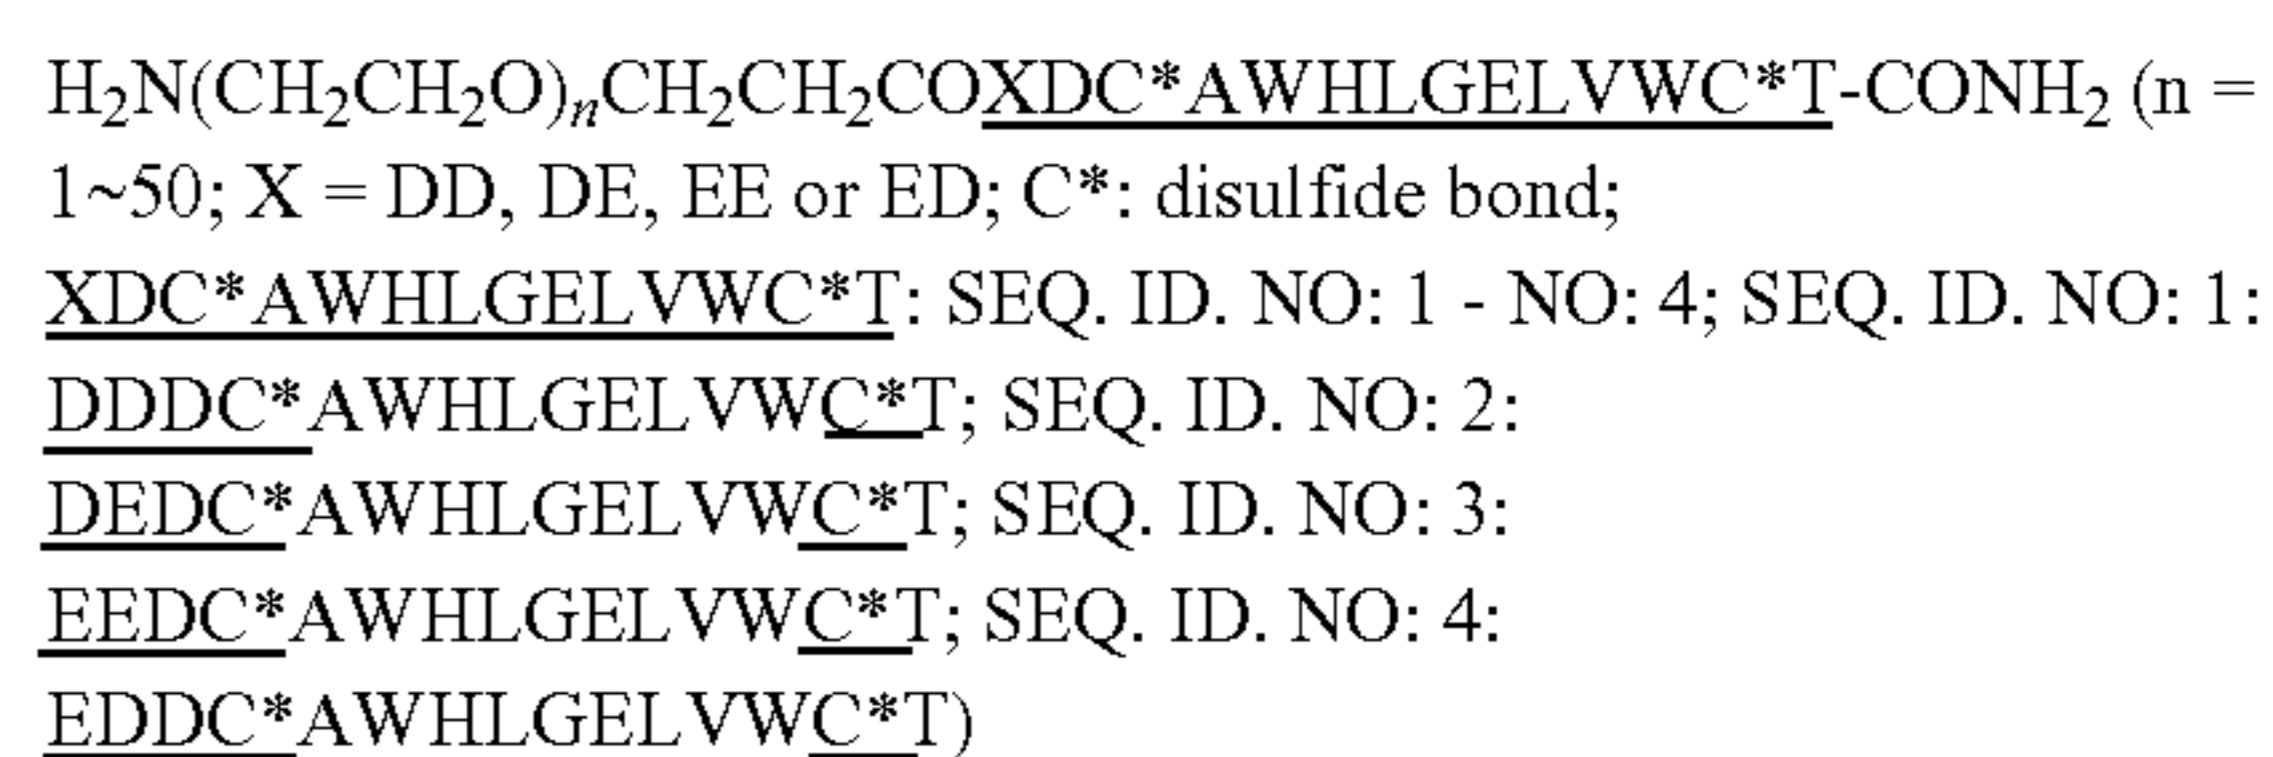 H₂N(CH₂CH₂O)ₙCH₂CH₂COXDC*AWHLGELVWC*T-CONH₂ (n =
1~50; X = DD, DE, EE or ED; C*: disulfide bond;
XDC*AWHLGELVWC*T: SEQ. ID. NO: 1 - NO: 4; SEQ. ID. NO: 1:
DDDC*AWHLGELVWC*T; SEQ. ID. NO: 2:
DEDC*AWHLGELVWC*T; SEQ. ID. NO: 3:
EEDC*AWHLGELVWC*T; SEQ. ID. NO: 4:
EDDC*AWHLGELVWC*T)